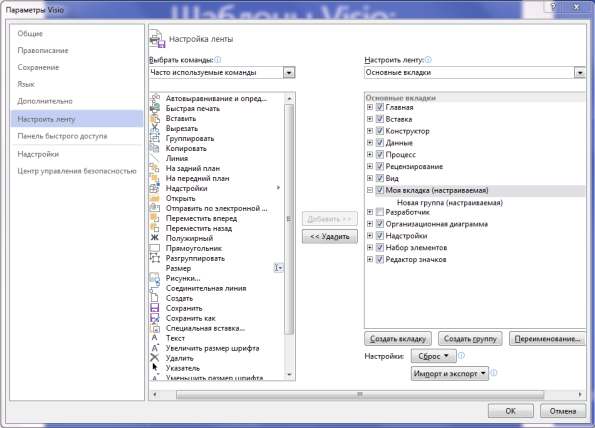 Шаблоны Visio:
Параметры Visio
Общие
Правописание
Сохранение
Язык
Дополнительно
Настроить ленту
Панель быстрого доступа
Надстройки
Центр управления безопасностью
Настройка ленты
Выбрать команды:
Часто используемые команды
Автовыравнивание и опред...
Быстрая печать
Вставить
Вырезать
Группировать
Копировать
Линия
На задний план
На передний план
Надстройки
Открыть
Отправить по электронной ...
Переместить вперед
Переместить назад
Полужирный
Прямоугольник
Разгруппировать
Размер
Рисунки...
Соединительная линия
Создать
Сохранить
Сохранить как
Специальная вставка...
Текст
Увеличить размер шрифта
Удалить
Указатель
Уменьшить размер шрифта
Добавить >>
<< Удалить
Настроить ленту:
Основные вкладки
Основные вкладки
Главная
Вставка
Конструктор
Данные
Процесс
Рецензирование
Вид
Моя вкладка (настраиваемая)
Новая группа (настраиваемая)
Разработчик
Организационная диаграмма
Надстройки
Набор элементов
Редактор значков
Создать вкладку
Создать группу
Переименование...
Настройки:
Сброс
Импорт и экспорт
ОК
Отмена